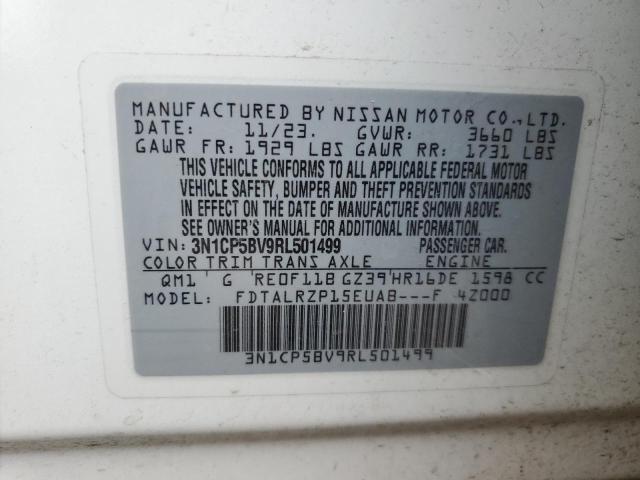 MANUFACTURED BY NISSAN MOTOR CO.,LTD.
DATE: 11/23. GVWR: 3660 LBS
GAWR FR: 1929 LBS GAWR RR: 1731 LBS
THIS VEHICLE CONFORMS TO ALL APPLICABLE FEDERAL MOTOR
VEHICLE SAFETY, BUMPER AND THEFT PREVENTION STANDARDS
IN EFFECT ON THE DATE OF MANUFACTURE SHOWN ABOVE.
SEE OWNER'S MANUAL FOR ADDITIONAL INFORMATION.
VIN: 3N1CP5BV9RL501499 PASSENGER CAR.
COLOR TRIM TRANS AXLE ENGINE
QM1 G RE0F11B GZ39 HR16DE 1598 CC
MODEL: FDTALRZP15EUAB---F 4Z000
3N1CP5BV9RL501499